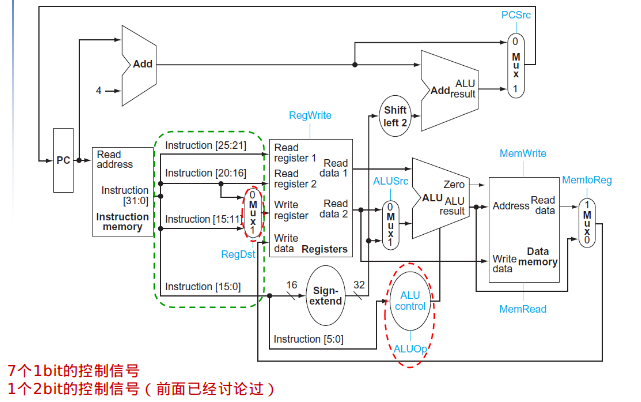 PCSrc
0
M
u
x
1
Add
4
Add ALU
result
Shift
left 2
RegWrite
PC
Read
address
Instruction
[31:0]
Instruction
memory
Instruction [25:21]
Instruction [20:16]
Instruction [15:11]
Instruction [15:0]
0
M
u
x
1
RegDst
Read
register 1
Read
register 2
Write
register
Write
data
Read
data 1
Read
data 2
Registers
ALUSrc
0
M
u
x
1
Zero
ALU ALU
result
MemWrite
Address
Read
data
Data
memory
Write
data
MemRead
MemtoReg
1
M
u
x
0
16
Sign-
extend
32
ALU
control
Instruction [5:0]
ALUOp
7个1bit的控制信号
1个2bit的控制信号（前面已经讨论过）